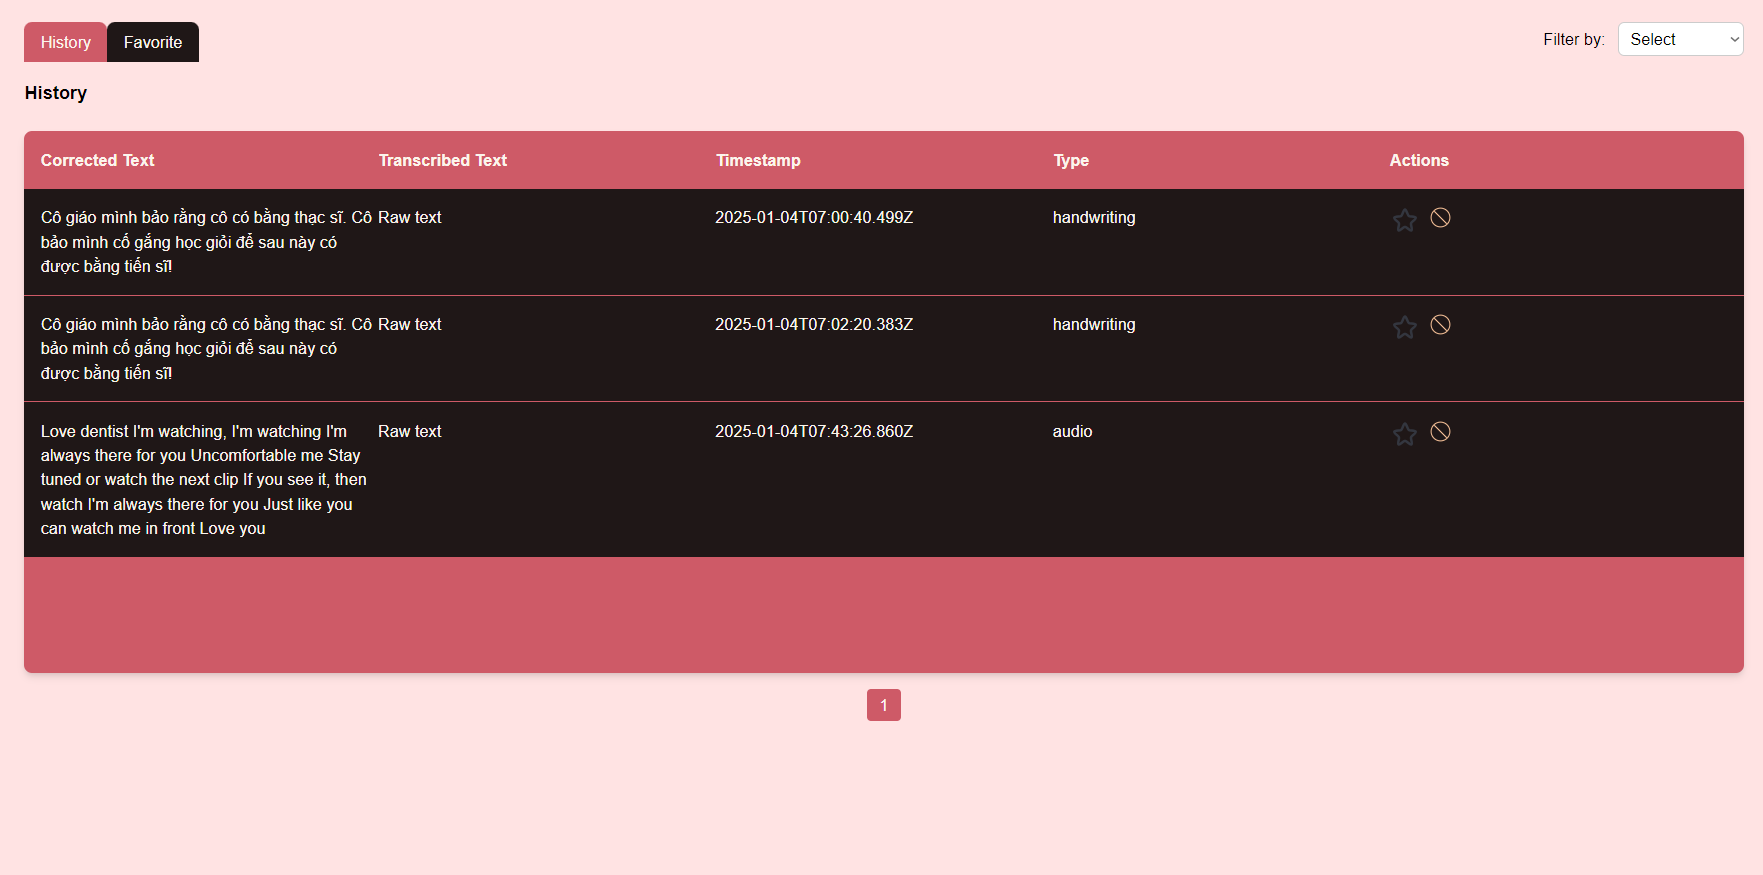 History Favorite Filter by: Select
History
Corrected Text Transcribed Text Timestamp Type Actions
Cô giáo mình bảo rằng cô có bằng thạc sĩ. Cô Raw text 2025-01-04T07:00:40.499Z handwriting
bảo mình cố gắng học giỏi để sau này có
được bằng tiến sĩ!
Cô giáo mình bảo rằng cô có bằng thạc sĩ. Cô Raw text 2025-01-04T07:02:20.383Z handwriting
bảo mình cố gắng học giỏi để sau này có
được bằng tiến sĩ!
Love dentist I'm watching, I'm watching I'm Raw text 2025-01-04T07:43:26.860Z audio
always there for you Uncomfortable me Stay
tuned or watch the next clip If you see it, then
watch I'm always there for you Just like you
can watch me in front Love you
1